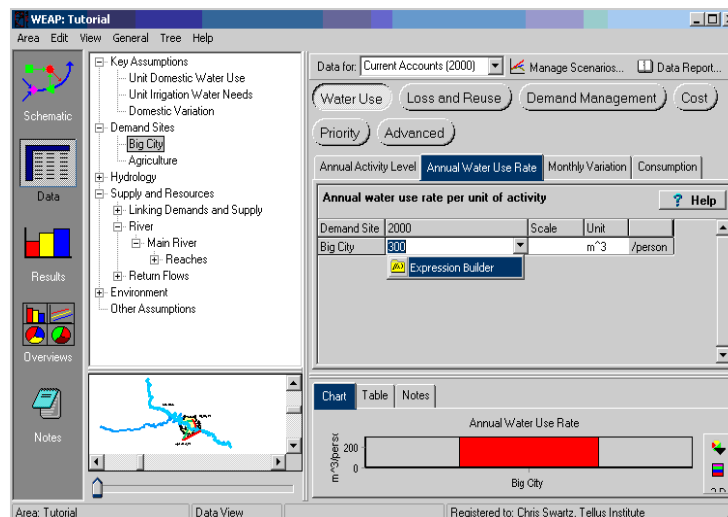 WEAP: Tutorial
Area Edit View General Tree Help
Schematic
Data
Results
Overviews
Notes
Key Assumptions
Unit Domestic Water Use
Unit Irrigation Water Needs
Domestic Variation
Demand Sites
Big City
Agriculture
Hydrology
Supply and Resources
Linking Demands and Supply
River
Main River
Reaches
Return Flows
Environment
Other Assumptions
Data for: Current Accounts (2000) Manage Scenarios... Data Report...
Water Use Loss and Reuse Demand Management Cost
Priority Advanced
Annual Activity Level Annual Water Use Rate Monthly Variation Consumption
Annual water use rate per unit of activity ? Help
Demand Site 2000 Scale Unit
Big City 300 m^3 /person
Expression Builder
Chart Table Notes
Annual Water Use Rate
m^3/perso
200
0
Big City
Area: Tutorial Data View Registered to: Chris Swartz, Tellus Institute